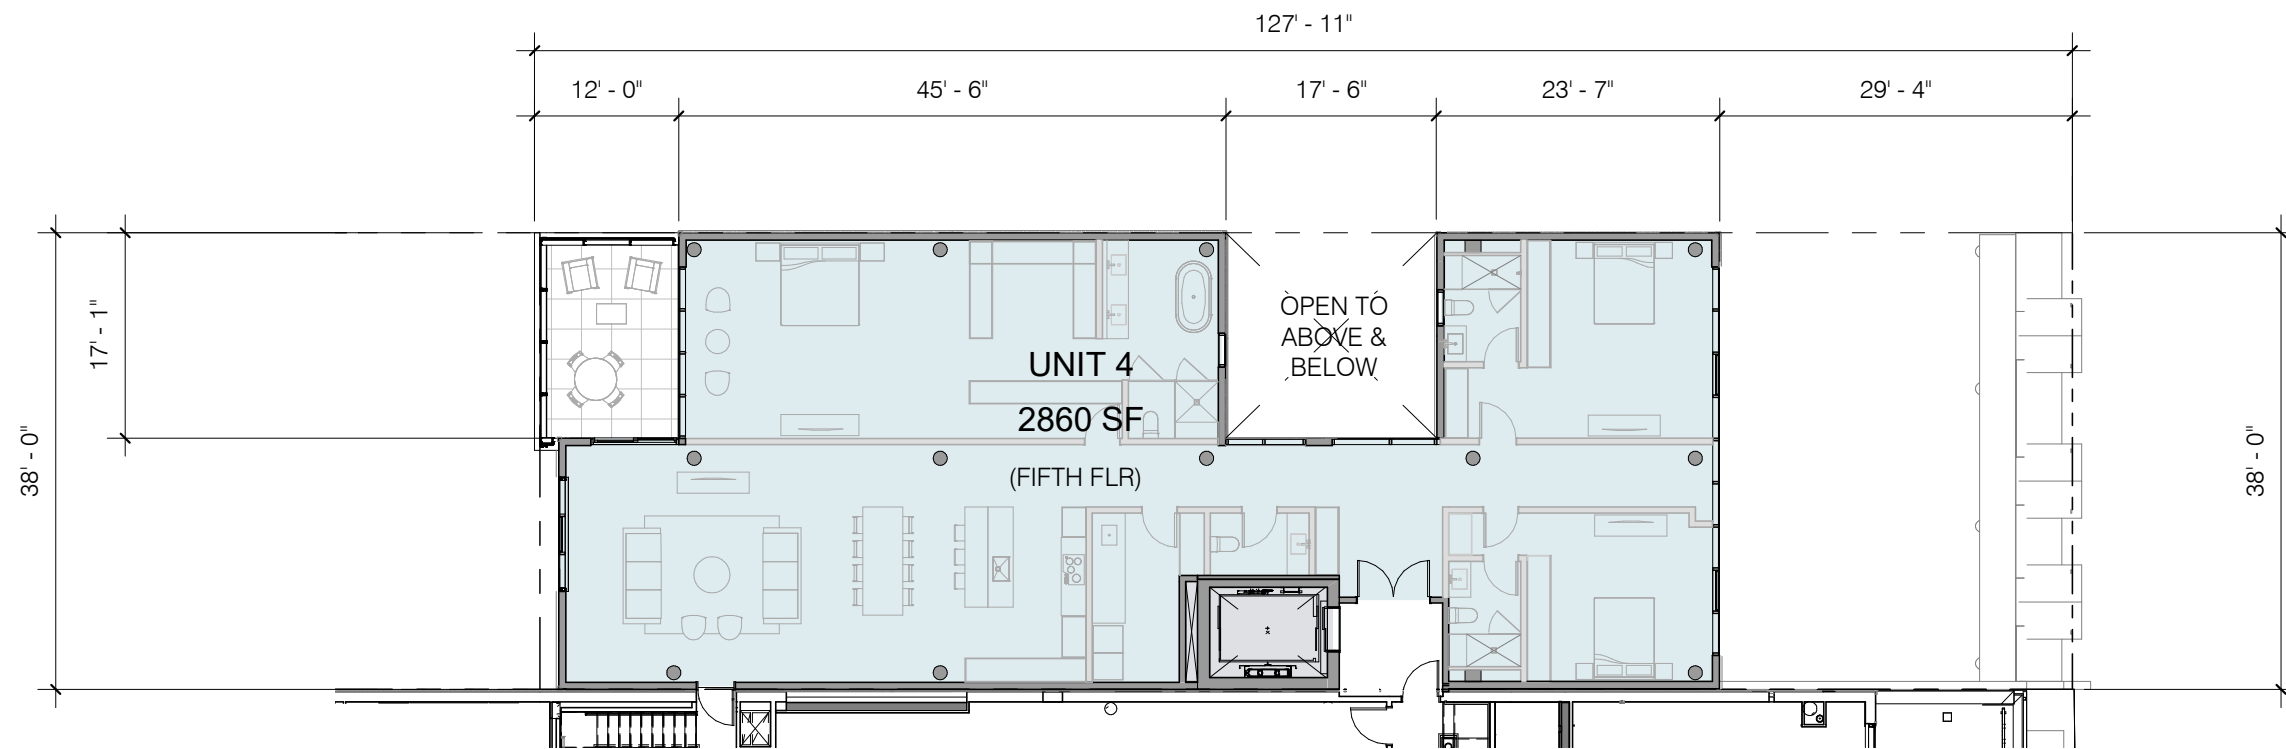 127' - 11"
12' - 0"
45' - 6"
17' - 6"
23' - 7"
29' - 4"
17' - 1"
38' - 0"
38' - 0"
OPEN TO
ABOVE &
BELOW
UNIT 4
2860 SF
(FIFTH FLR)